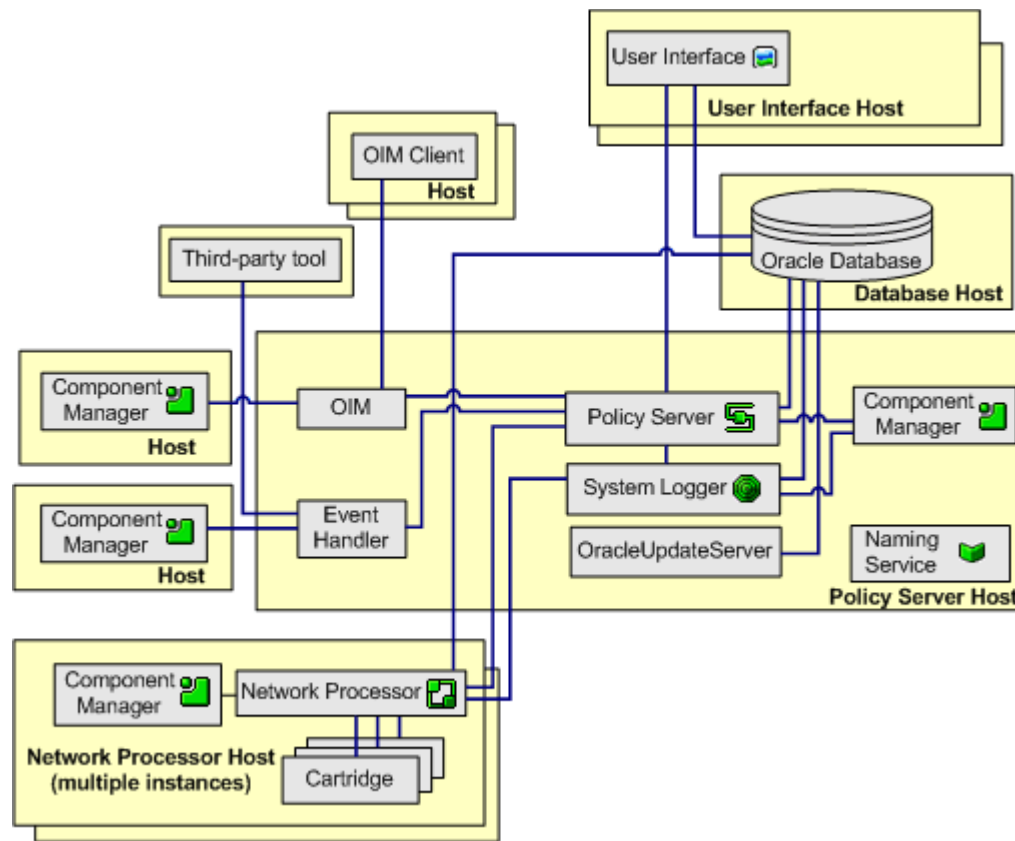 User Interface
User Interface Host
OIM Client
Host
Third-party tool
Oracle Database
Database Host
Component
Manager
Host
OIM
Policy Server
Component
Manager
System Logger
Component
Manager
Host
Event
Handler
OracleUpdateServer
Naming
Service
Policy Server Host
Component
Manager
Network Processor
Network Processor Host
(multiple instances)
Cartridge